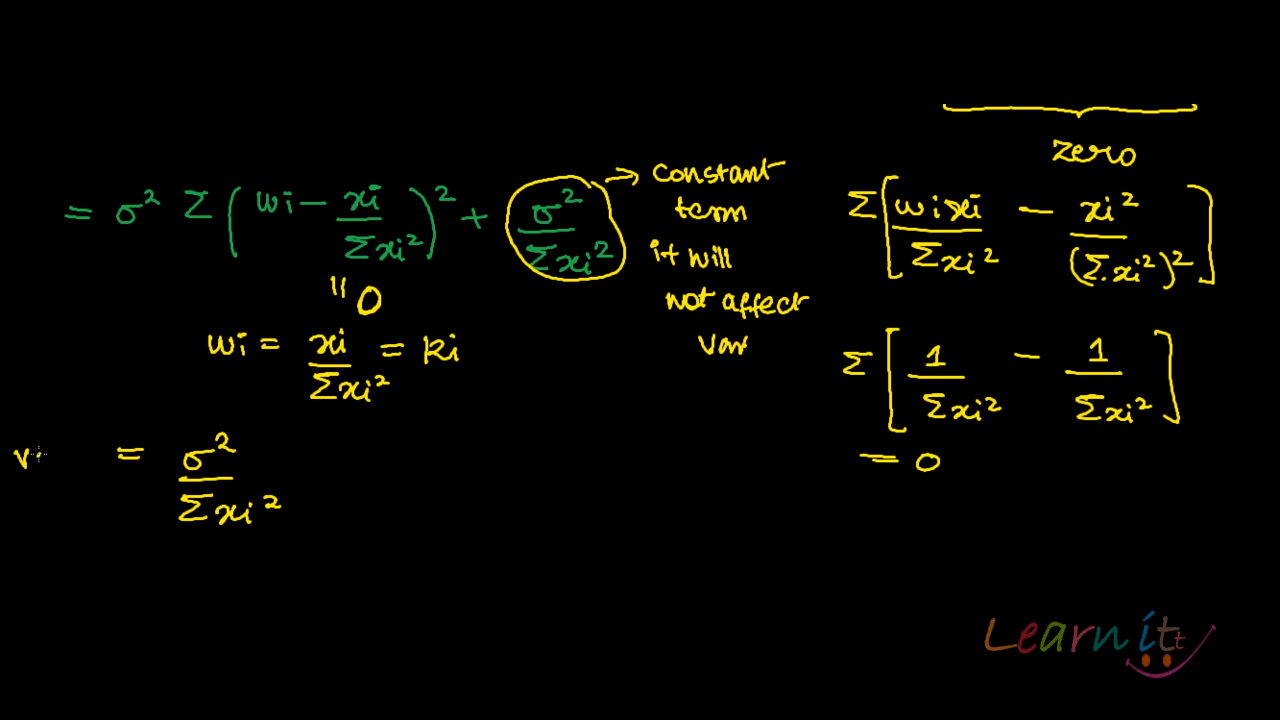 = σ² Σ (wi - xi/Σxi²)² + σ²/Σxi² → constant
term
it will
not affect
var
" 0
wi = xi/Σxi² = ki
= σ²/Σxi²
zero
Σ[wixi/Σxi² - xi²/(Σ.xi²)²]
Σ[1/Σxi² - 1/Σxi²]
= 0
Learnitt